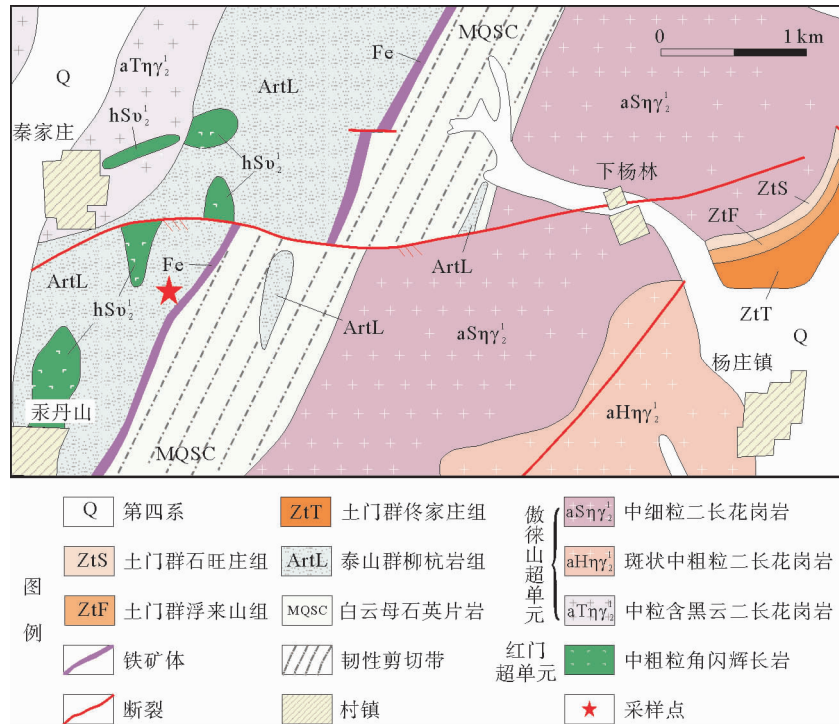 MQSC
0 1 km
Fe
Q
aTηγ₂¹
ArtL
aSηγ₂¹
hSυ₂¹
秦家庄
hSυ₂¹
下杨林
ZtS
ZtF
Fe
ArtL
ArtL
hSυ₂¹
ZtT
ArtL
aSηγ₂¹
Q
杨庄镇
aHηγ₂¹
汞丹山
MQSC
图例
Q 第四系
ZtT 土门群佟家庄组
傲徕山超单元
aSηγ₂¹ 中细粒二长花岗岩
ZtS 土门群石旺庄组
ArtL 泰山群柳杭岩组
aHηγ₂¹ 斑状中粗粒二长花岗岩
ZtF 土门群浮来山组
MQSC 白云母石英片岩
aTηγ₂¹ 中粒含黑云二长花岗岩
铁矿体
韧性剪切带
红门超单元
中粗粒角闪辉长岩
断裂
村镇
采样点